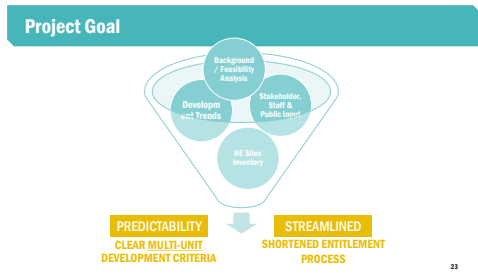 Project Goal
Background
/ Feasibility
Analysis
Developm
ent Trends
Stakeholder,
Staff &
Public Input
HE Sites
Inventory
PREDICTABILITY
CLEAR MULTI-UNIT
DEVELOPMENT CRITERIA
STREAMLINED
SHORTENED ENTITLEMENT
PROCESS
23